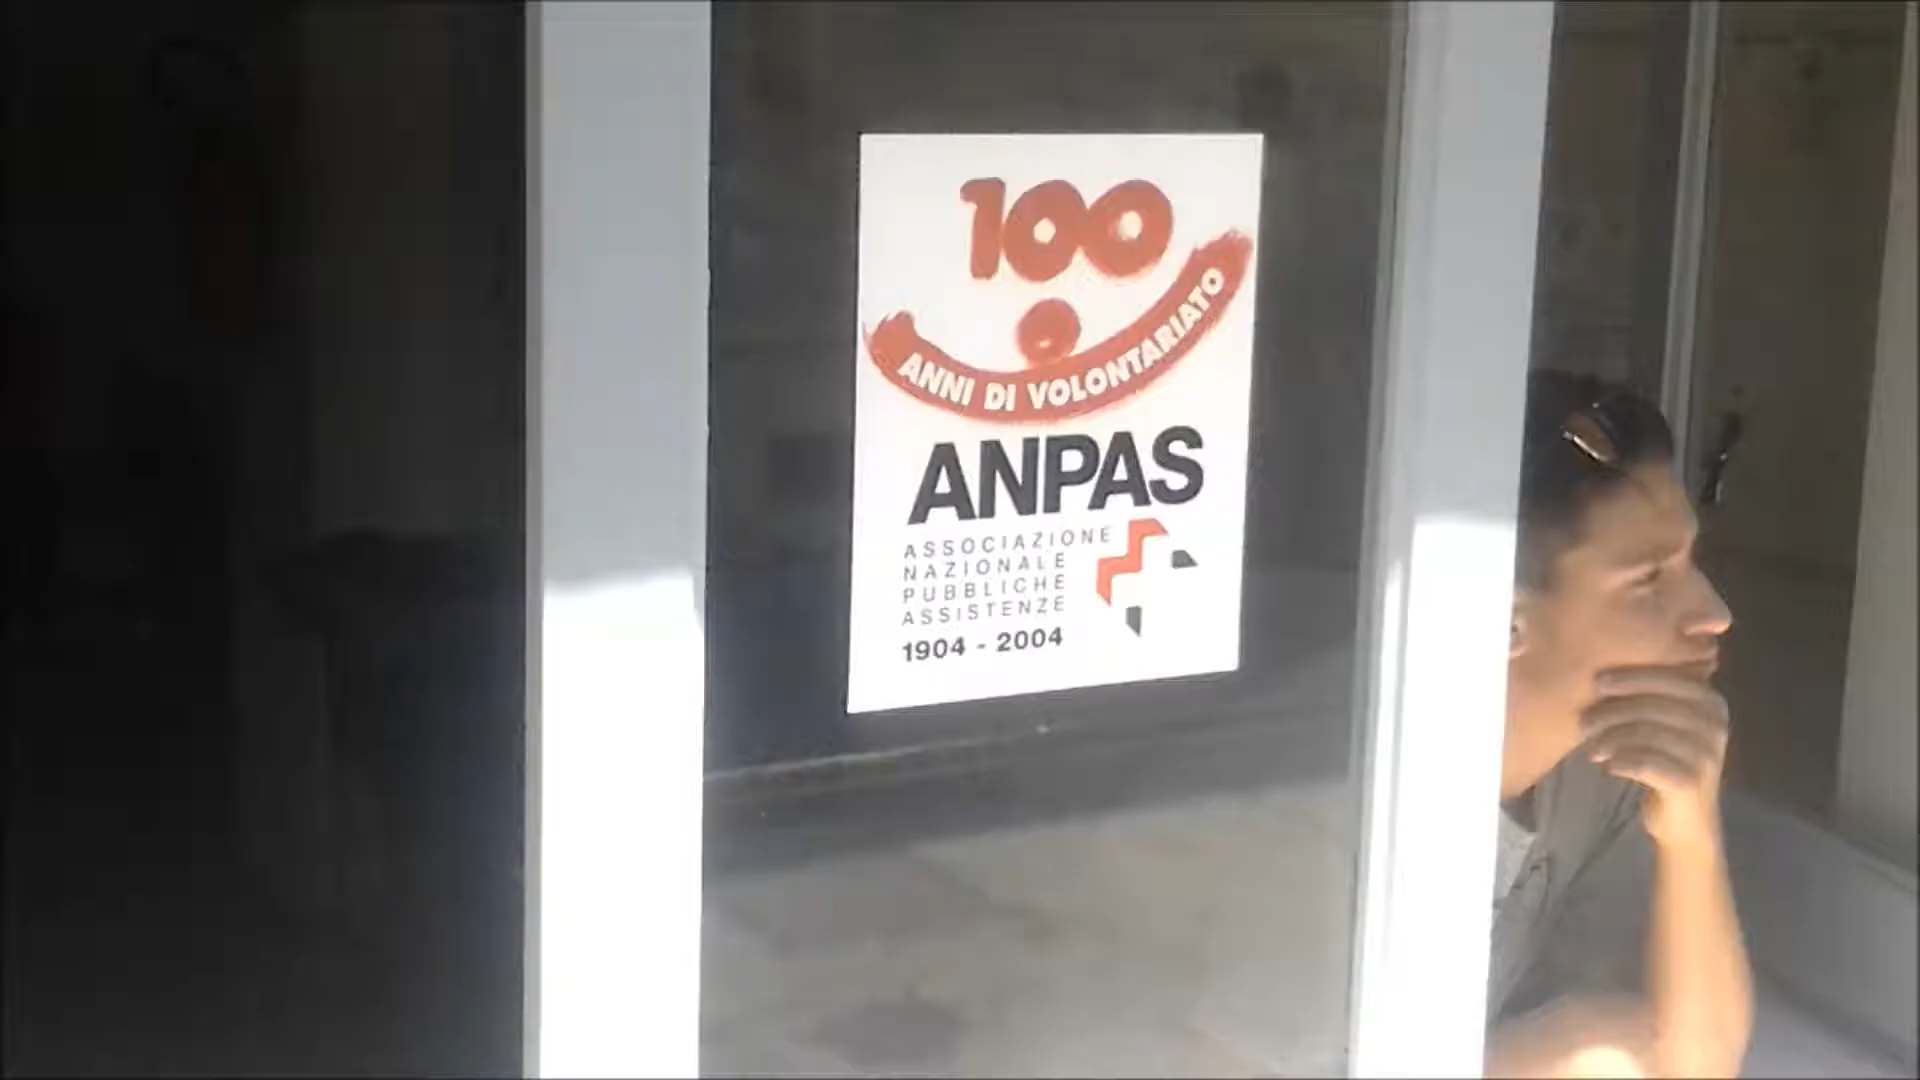 100
ANNI DI VOLONTARIATO
ANPAS
ASSOCIAZIONE
NAZIONALE
PUBBLICHE
ASSISTENZE
1904 - 2004